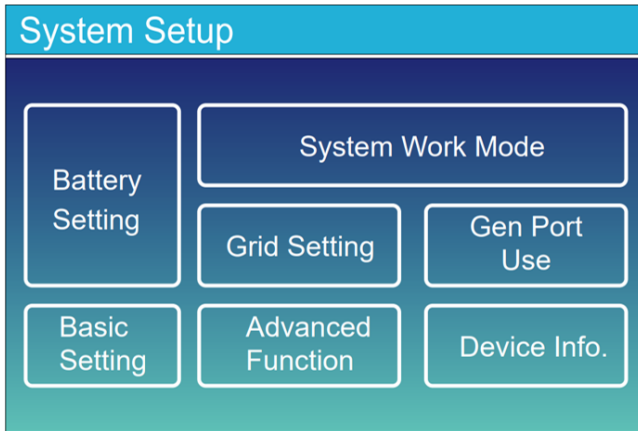 System Setup
Battery
Setting
System Work Mode
Grid Setting
Gen Port
Use
Basic
Setting
Advanced
Function
Device Info.